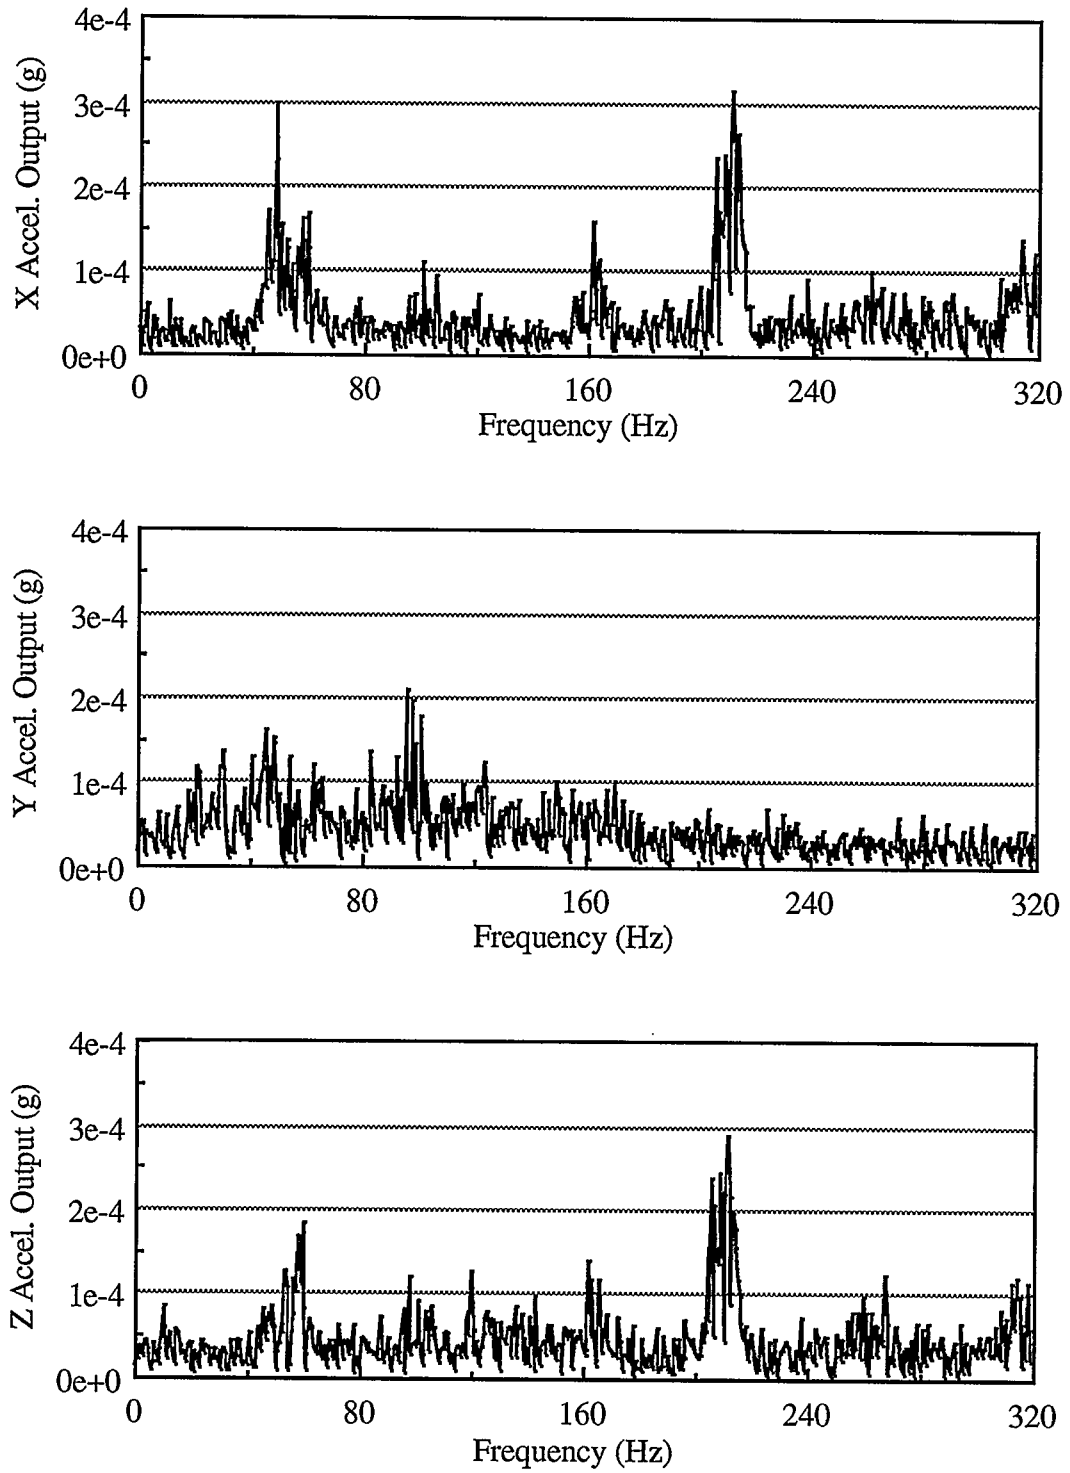 X Accel. Output (g)
4e-4
3e-4
2e-4
1e-4
0e+0
0 80 160 240 320
Frequency (Hz)
Y Accel. Output (g)
4e-4
3e-4
2e-4
1e-4
0e+0
0 80 160 240 320
Frequency (Hz)
Z Accel. Output (g)
4e-4
3e-4
2e-4
1e-4
0e+0
0 80 160 240 320
Frequency (Hz)